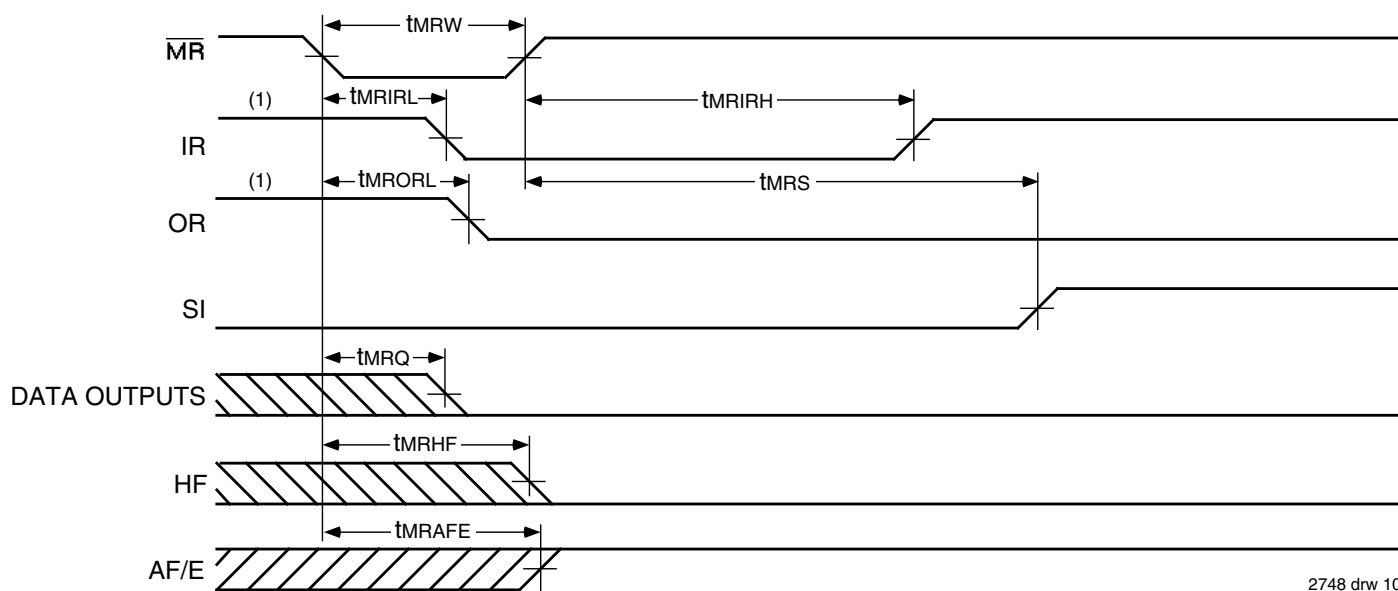 tMRW
MR
(1)
tMRIRL
tMRIRH
IR
(1)
tMRORL
tMRS
OR
SI
tMRQ
DATA OUTPUTS
tMRHF
HF
tMRAFE
AF/E
2748 drw 10